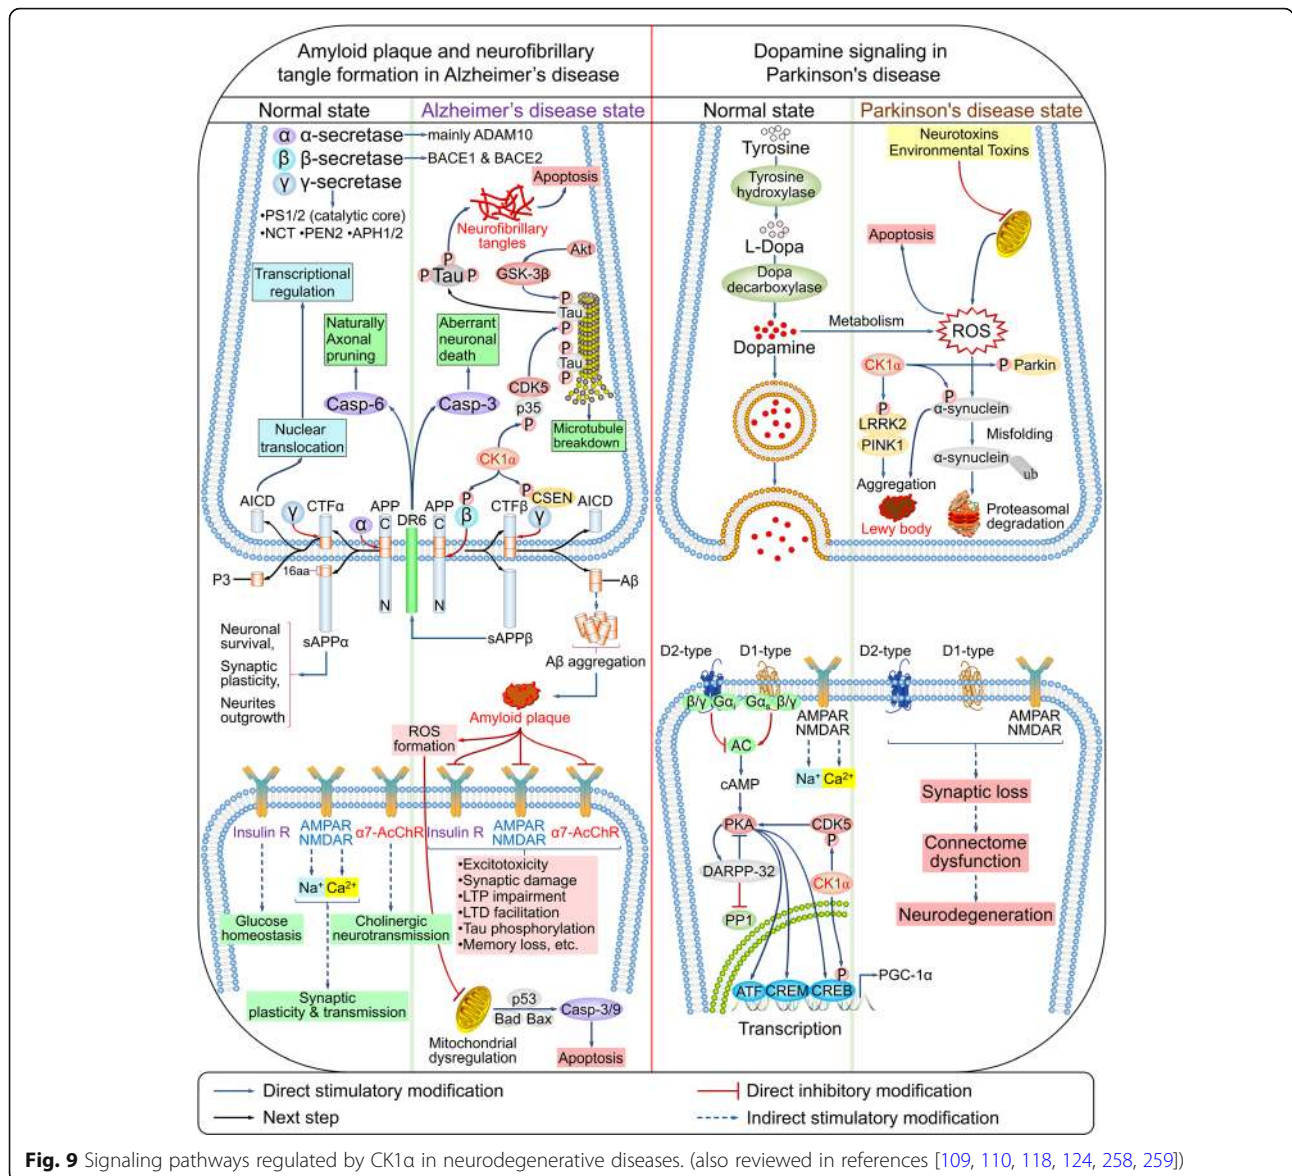 Amyloid plaque and neurofibrillary
tangle formation in Alzheimer's disease
Dopamine signaling in
Parkinson's disease
Normal state
Alzheimer's disease state
Normal state
Parkinson's disease state
α α-secretase
mainly ADAM10
β β-secretase
BACE1 & BACE2
γ γ-secretase
•PS1/2 (catalytic core)
•NCT •PEN2 •APH1/2
Apoptosis
Neurofibrillary
tangles
P
P Tau P
Akt
GSK-3β
P
Tau
P
P
Tau
P
Transcriptional
regulation
Naturally
Axonal
pruning
Aberrant
neuronal
death
CDK5
p35
P
Casp-6
Casp-3
Microtubule
breakdown
Nuclear
translocation
CK1α
P
P
CSEN
AICD
γ
CTFα
α
APP
C
DR6
APP
C
β
CTFβ
γ
AICD
P3
16aa
N
N
Aβ
Neuronal
survival,
Synaptic
plasticity,
Neurites
outgrowth
sAPPα
sAPPβ
Aβ aggregation
Amyloid plaque
ROS
formation
Insulin R
AMPAR
NMDAR
α7-AcChR
Insulin R
AMPAR
NMDAR
α7-AcChR
Na⁺ Ca²⁺
Glucose
homeostasis
Cholinergic
neurotransmission
•Excitotoxicity
•Synaptic damage
•LTP impairment
•LTD facilitation
•Tau phosphorylation
•Memory loss, etc.
Synaptic
plasticity & transmission
p53
Bad Bax
Casp-3/9
Mitochondrial
dysregulation
Apoptosis
Tyrosine
Tyrosine
hydroxylase
L-Dopa
Dopa
decarboxylase
Dopamine
Metabolism
Neurotoxins
Environmental Toxins
Apoptosis
ROS
CK1α
P Parkin
P
P
α-synuclein
LRRK2
PINK1
Misfolding
α-synuclein
ub
Aggregation
Lewy body
Proteasomal
degradation
D2-type
D1-type
β/γ Gαi
Gαs β/γ
AMPAR
NMDAR
D2-type
D1-type
AMPAR
NMDAR
AC
Na⁺ Ca²⁺
cAMP
PKA
CDK5
P
DARPP-32
CK1α
PP1
P
ATF CREM CREB
PGC-1α
Transcription
Synaptic loss
Connectome
dysfunction
Neurodegeneration
Direct stimulatory modification
Direct inhibitory modification
Next step
Indirect stimulatory modification
Fig. 9 Signaling pathways regulated by CK1α in neurodegenerative diseases. (also reviewed in references [109, 110, 118, 124, 258, 259])